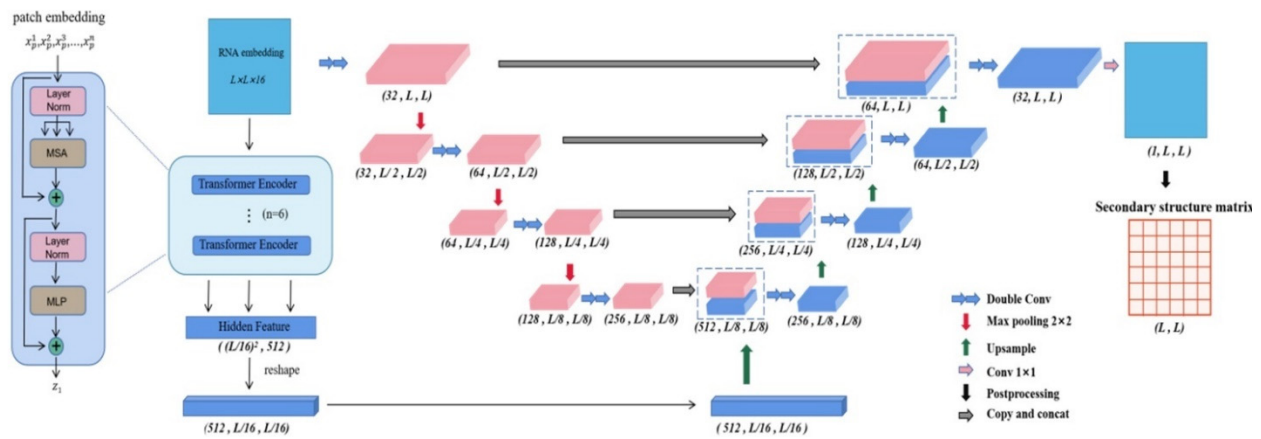 patch embedding
x_p^1,x_p^2,x_p^3,...,x_p^n
Layer
Norm
MSA
+
Layer
Norm
MLP
+
z_1
RNA embedding
L×L×16
Transformer Encoder
⋮ (n=6)
Transformer Encoder
Hidden Feature
( (L/16)² , 512 )
reshape
(512 , L/16 , L/16)
(32 , L , L)
(32 , L/ 2 , L/2)
(64 , L/2 , L/2)
(64 , L/4 , L/4)
(128 , L/4 , L/4)
(128 , L/8 , L/8)
(256 , L/8 , L/8)
(512 , L/8 , L/8)
(256 , L/8 , L/8)
( 512 , L/16 , L/16 )
(256 , L/4 , L/4)
(128 , L/4 , L/4)
(128 , L/2 , L/2)
(64 , L/2 , L/2)
(64, L , L )
(32, L , L)
(1, L , L)
Secondary structure matrix
(L , L)
Double Conv
Max pooling 2×2
Upsample
Conv 1×1
Postprocessing
Copy and concat